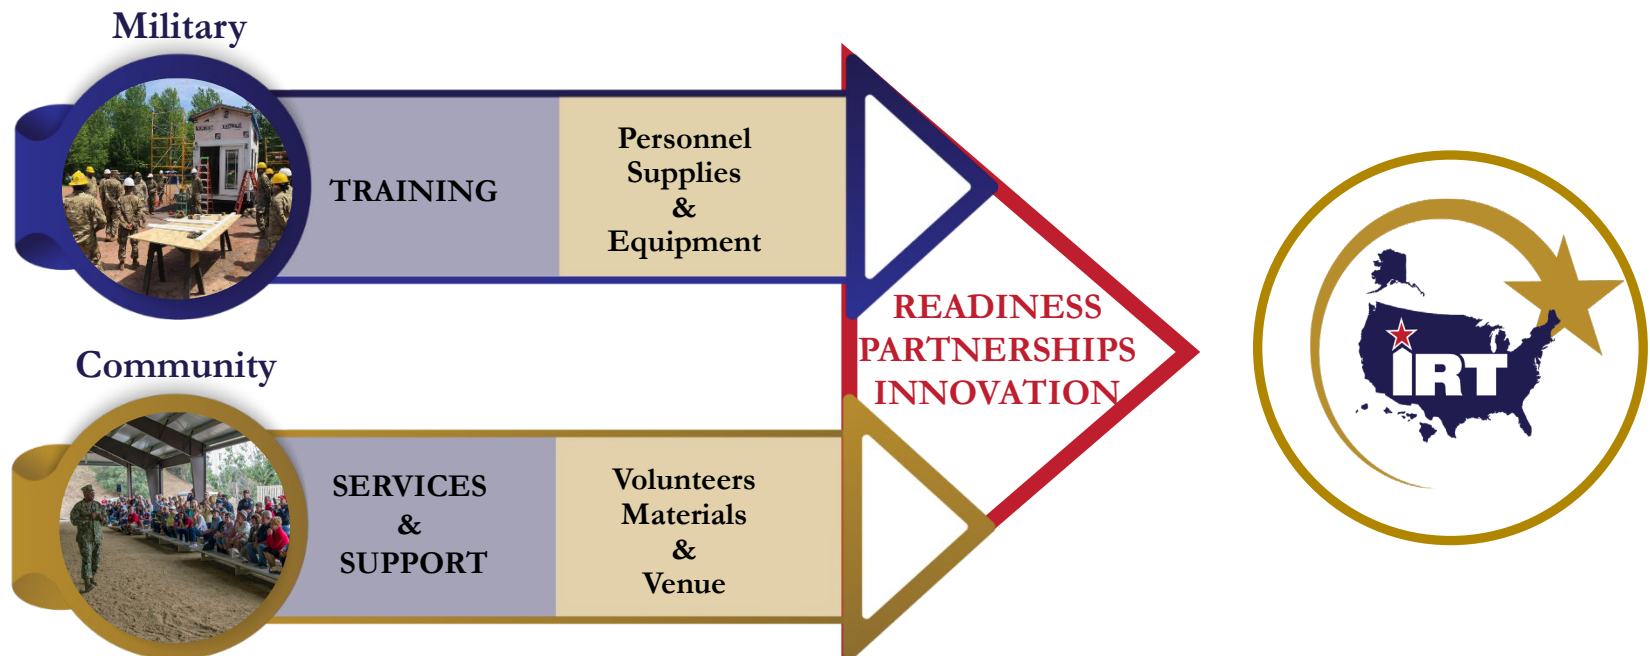 Military
TRAINING
Personnel
Supplies
&
Equipment
READINESS
PARTNERSHIPS
INNOVATION
Community
SERVICES
&
SUPPORT
Volunteers
Materials
&
Venue
IRT